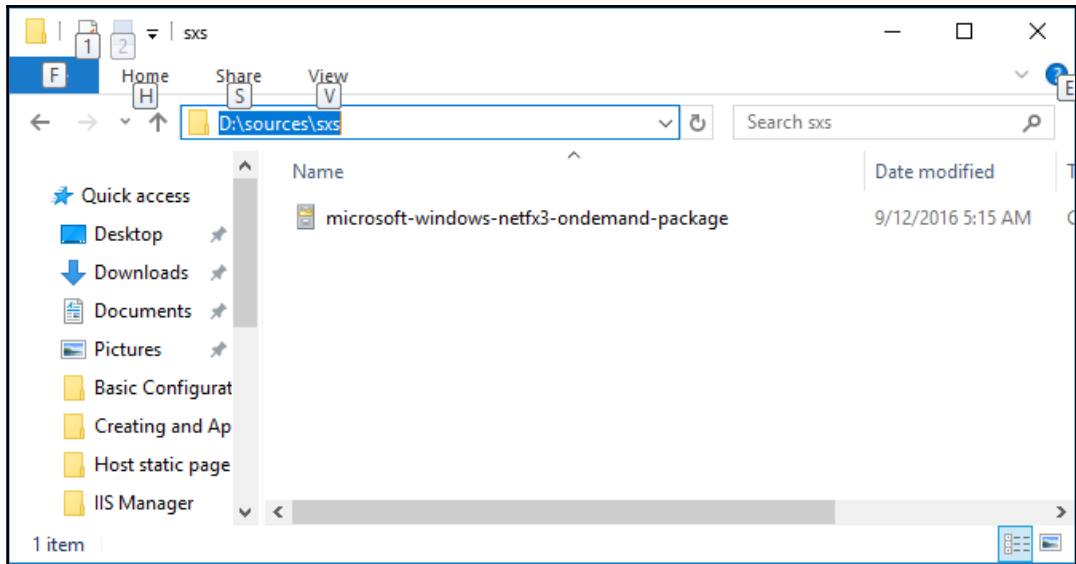 sxs
1
2
F
Home
Share
View
H
S
V
E
D:\sources\sxs
Search sxs
Name
Date modified
Quick access
microsoft-windows-netfx3-ondemand-package
9/12/2016 5:15 AM
Desktop
Downloads
Documents
Pictures
Basic Configurat
Creating and Ap
Host static page
IIS Manager
1 item